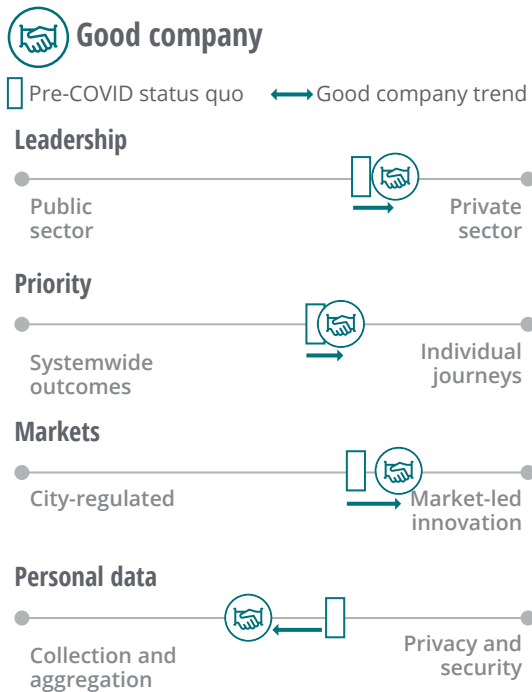 Good company
Pre-COVID status quo
Good company trend
Leadership
Public
sector
Private
sector
Priority
Systemwide
outcomes
Individual
journeys
Markets
City-regulated
Market-led
innovation
Personal data
Collection and
aggregation
Privacy and
security